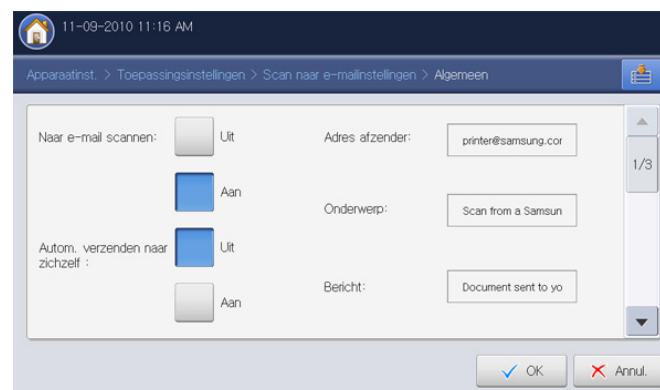 11-09-2010 11:16 AM
Apparaatinst. > Toepassingsinstellingen > Scan naar e-mailinstellingen > Algemeen
Naar e-mail scannen:
Uit
Aan
Autom. verzenden naar
zichzelf :
Uit
Aan
Adres afzender:
printer@samsung.cor
Onderwerp:
Scan from a Samsun
Bericht:
Document sent to yo
1/3
OK
Annul.